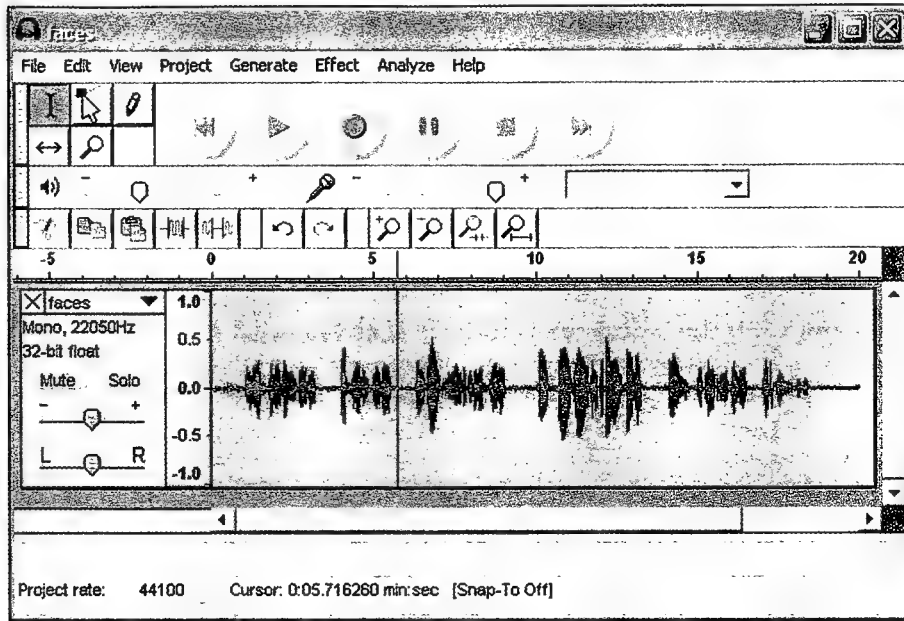 faces
File Edit View Project Generate Effect Analyze Help
- + - +
-5 0 5 10 15 20
faces
Mono, 22050Hz
32-bit float
Mute Solo
- +
L R
1.0
0.5
0.0
-0.5
-1.0
Project rate: 44100 Cursor: 0:05.716260 min:sec [Snap-To Off]